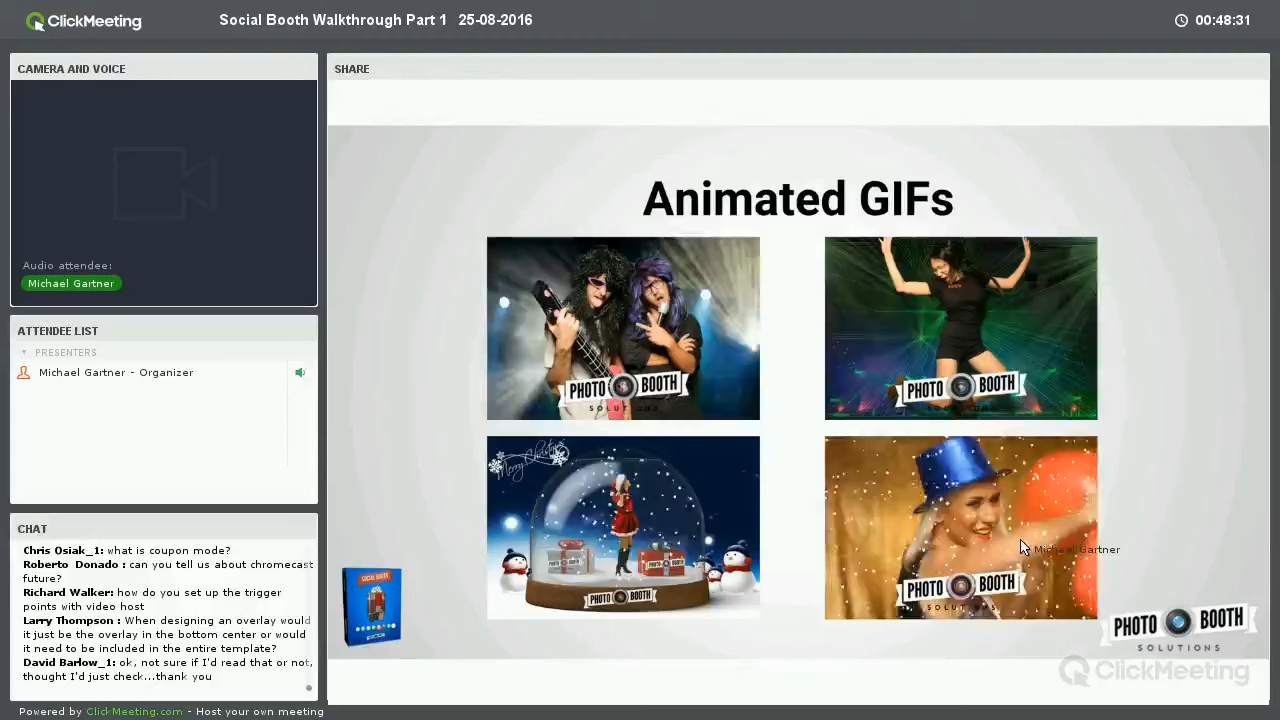 ClickMeeting
Social Booth Walkthrough Part 1 25-08-2016
00:48:31
CAMERA AND VOICE
Audio attendee:
Michael Gartner
ATTENDEE LIST
PRESENTERS
Michael Gartner - Organizer
CHAT
Chris Osiak_1: what is coupon mode?
Roberto Donado : can you tell us about chromecast
future?
Richard Walker: how do you set up the trigger
points with video host
Larry Thompson : When designing an overlay would
it just be the overlay in the bottom center or would
it need to be included in the entire template?
David Barlow_1: ok, not sure if I'd read that or not,
thought I'd just check...thank you
Powered by ClickMeeting.com - Host your own meeting
SHARE
Animated GIFs
PHOTO BOOTH
SOLUTIONS
PHOTO BOOTH
SOLUTIONS
Merry Christmas
PHOTO BOOTH
Michael Gartner
PHOTO BOOTH
SOLUTIONS
SOCIAL BOOTH
PHOTO BOOTH
SOLUTIONS
ClickMeeting